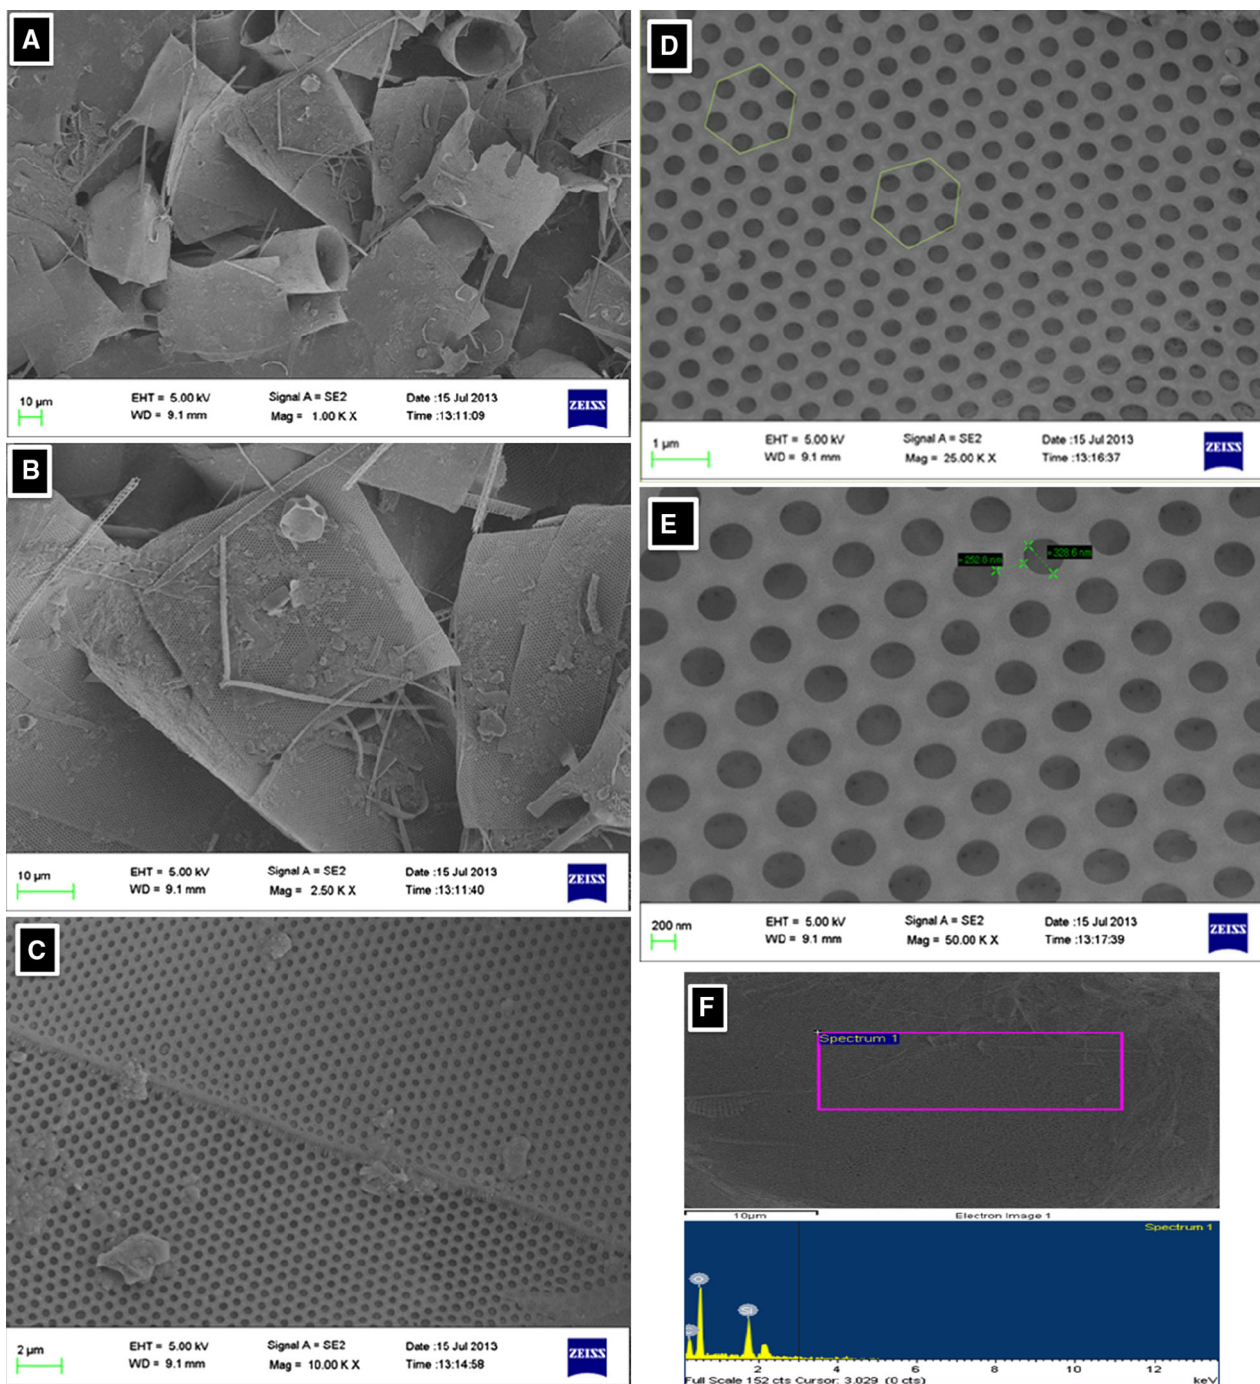 A
10 µm
EHT = 5.00 kV
WD = 9.1 mm
Signal A = SE2
Mag = 1.00 K X
Date :15 Jul 2013
Time :13:11:09
ZEISS
B
10 µm
EHT = 5.00 kV
WD = 9.1 mm
Signal A = SE2
Mag = 2.50 K X
Date :15 Jul 2013
Time :13:11:40
ZEISS
C
2 µm
EHT = 5.00 kV
WD = 9.1 mm
Signal A = SE2
Mag = 10.00 K X
Date :15 Jul 2013
Time :13:14:58
ZEISS
D
1 µm
EHT = 5.00 kV
WD = 9.1 mm
Signal A = SE2
Mag = 25.00 K X
Date :15 Jul 2013
Time :13:16:37
ZEISS
E
= 252.8 nm
= 328.6 nm
200 nm
EHT = 5.00 kV
WD = 9.1 mm
Signal A = SE2
Mag = 50.00 K X
Date :15 Jul 2013
Time :13:17:39
ZEISS
F
Spectrum 1
10µm
Electron Image 1
Spectrum 1
O
Si
2 4 6 8 10 12
Full Scale 152 cts Cursor: 3.029 (0 cts)
keV